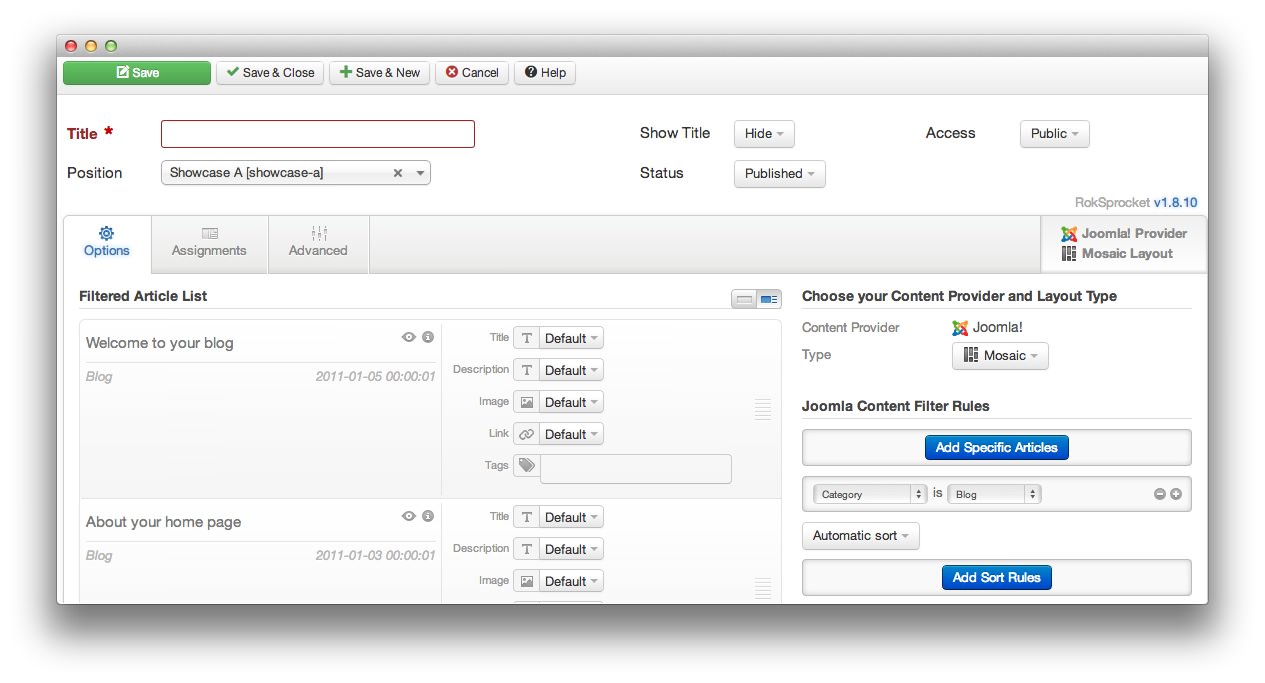 Save
Save & Close
Save & New
Cancel
Help
Title *
Show Title
Hide
Access
Public
Position
Showcase A [showcase-a]
Status
Published
RokSprocket v1.8.10
Options
Assignments
Advanced
Joomla! Provider
Mosaic Layout
Filtered Article List
Welcome to your blog
Blog
2011-01-05 00:00:01
Title
T
Default
Description
T
Default
Image
Default
Link
Default
Tags
About your home page
Blog
2011-01-03 00:00:01
Title
T
Default
Description
T
Default
Image
Default
Choose your Content Provider and Layout Type
Content Provider
Joomla!
Type
Mosaic
Joomla Content Filter Rules
Add Specific Articles
Category
is
Blog
Automatic sort
Add Sort Rules